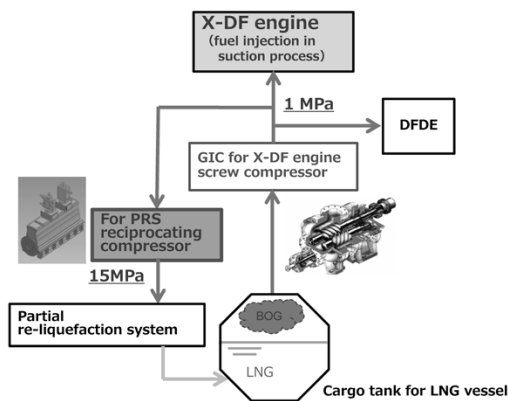 X-DF engine
(fuel injection in
suction process)
1 MPa
DFDE
GIC for X-DF engine
screw compressor
For PRS
reciprocating
compressor
15MPa
Partial
re-liquefaction system
BOG
LNG
Cargo tank for LNG vessel